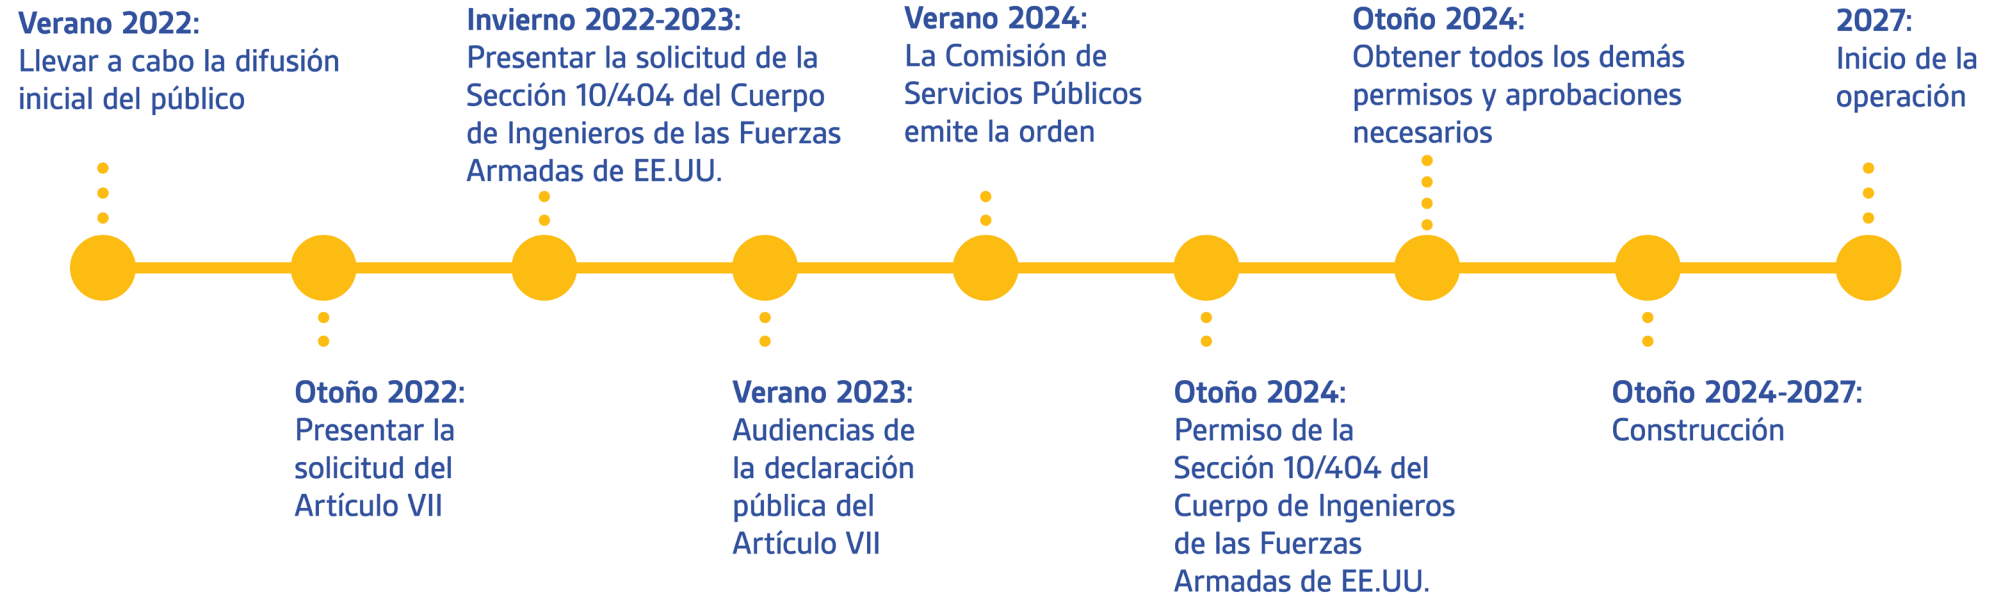 Verano 2022:
Llevar a cabo la difusión
inicial del público
Otoño 2022:
Presentar la
solicitud del
Artículo VII
Invierno 2022-2023:
Presentar la solicitud de la
Sección 10/404 del Cuerpo
de Ingenieros de las Fuerzas
Armadas de EE.UU.
Verano 2023:
Audiencias de
la declaración
pública del
Artículo VII
Verano 2024:
La Comisión de
Servicios Públicos
emite la orden
Otoño 2024:
Permiso de la
Sección 10/404 del
Cuerpo de Ingenieros
de las Fuerzas
Armadas de EE.UU.
Otoño 2024:
Obtener todos los demás
permisos y aprobaciones
necesarios
Otoño 2024-2027:
Construcción
2027:
Inicio de la
operación